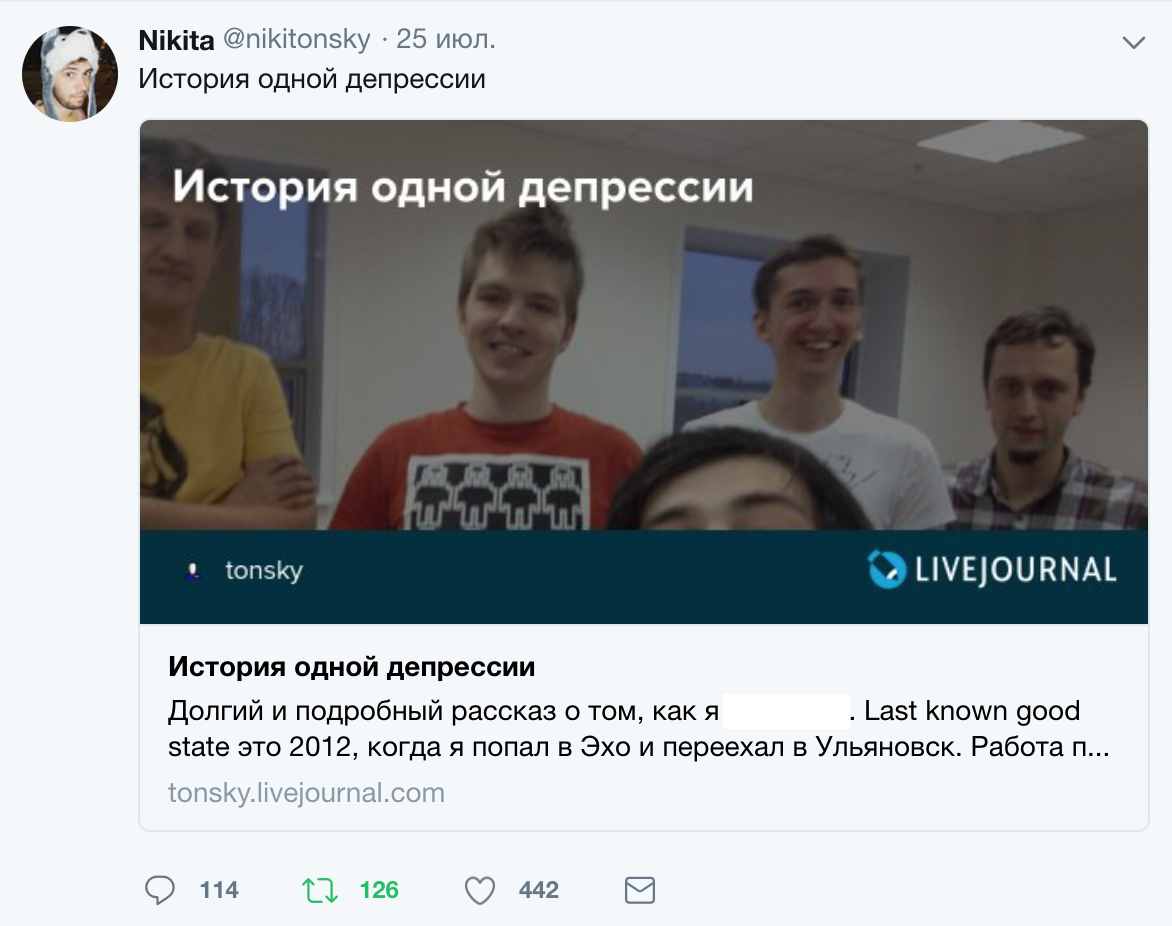 Nikita @nikitonsky · 25 июл.
История одной депрессии
История одной депрессии
tonsky
LIVEJOURNAL
История одной депрессии
Долгий и подробный рассказ о том, как я . Last known good
state это 2012, когда я попал в Эхо и переехал в Ульяновск. Работа п...
tonsky.livejournal.com
114 126 442